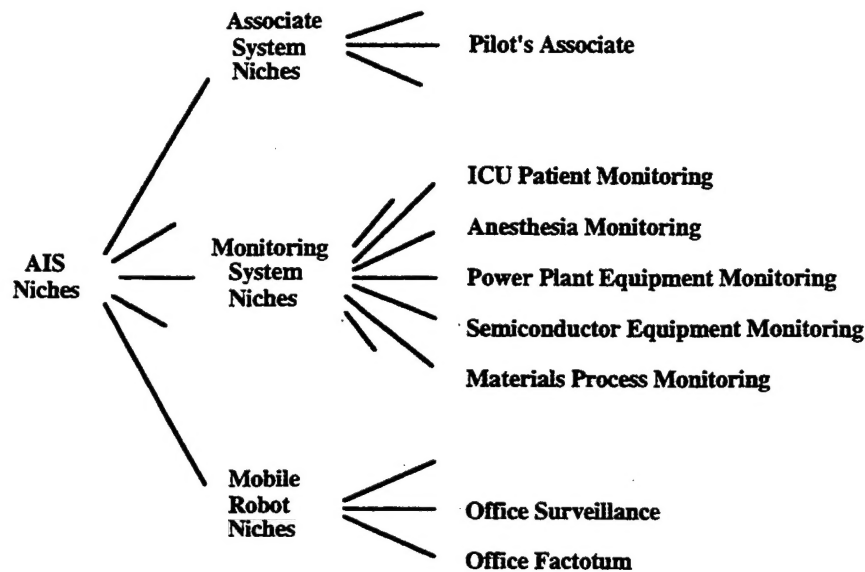 Associate
System
Niches
Pilot's Associate
ICU Patient Monitoring
Anesthesia Monitoring
Monitoring
System
Niches
Power Plant Equipment Monitoring
Semiconductor Equipment Monitoring
Materials Process Monitoring
AIS
Niches
Mobile
Robot
Niches
Office Surveillance
Office Factotum